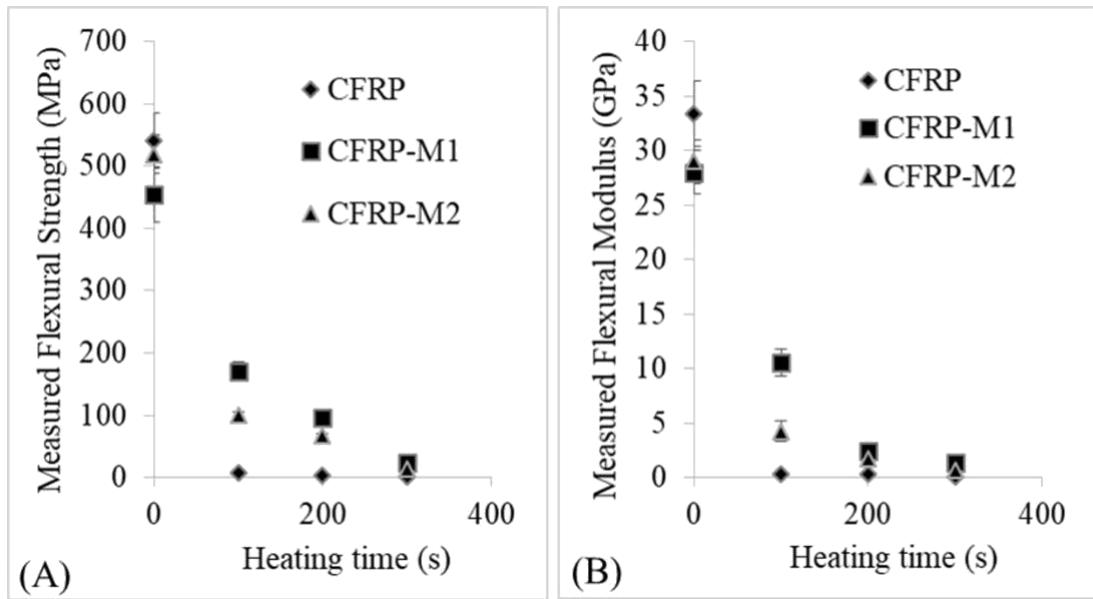 Measured Flexural Strength (MPa)
700
600
500
400
300
200
100
0
0
200
400
Heating time (s)
CFRP
CFRP-M1
CFRP-M2
(A)
Measured Flexural Modulus (GPa)
40
35
30
25
20
15
10
5
0
0
200
400
Heating time (s)
CFRP
CFRP-M1
CFRP-M2
(B)